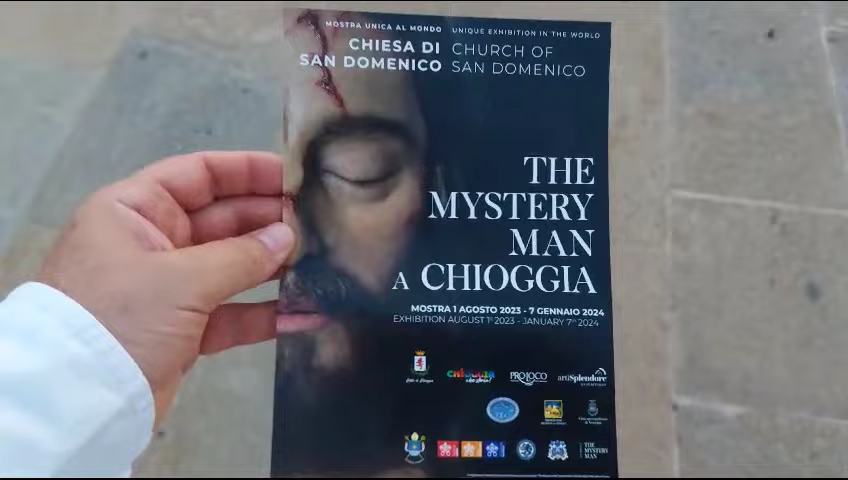 MOSTRA UNICA AL MONDO UNIQUE EXHIBITION IN THE WORLD
CHIESA DI
SAN DOMENICO
CHURCH OF
SAN DOMENICO
THE
MYSTERY
MAN
A CHIOGGIA
MOSTRA 1 AGOSTO 2023 - 7 GENNAIO 2024
EXHIBITION AUGUST 1st 2023 - JANUARY 7th 2024
CHIOGGIA
PROLOCO
artiSplendore
THE
MYSTERY
MAN